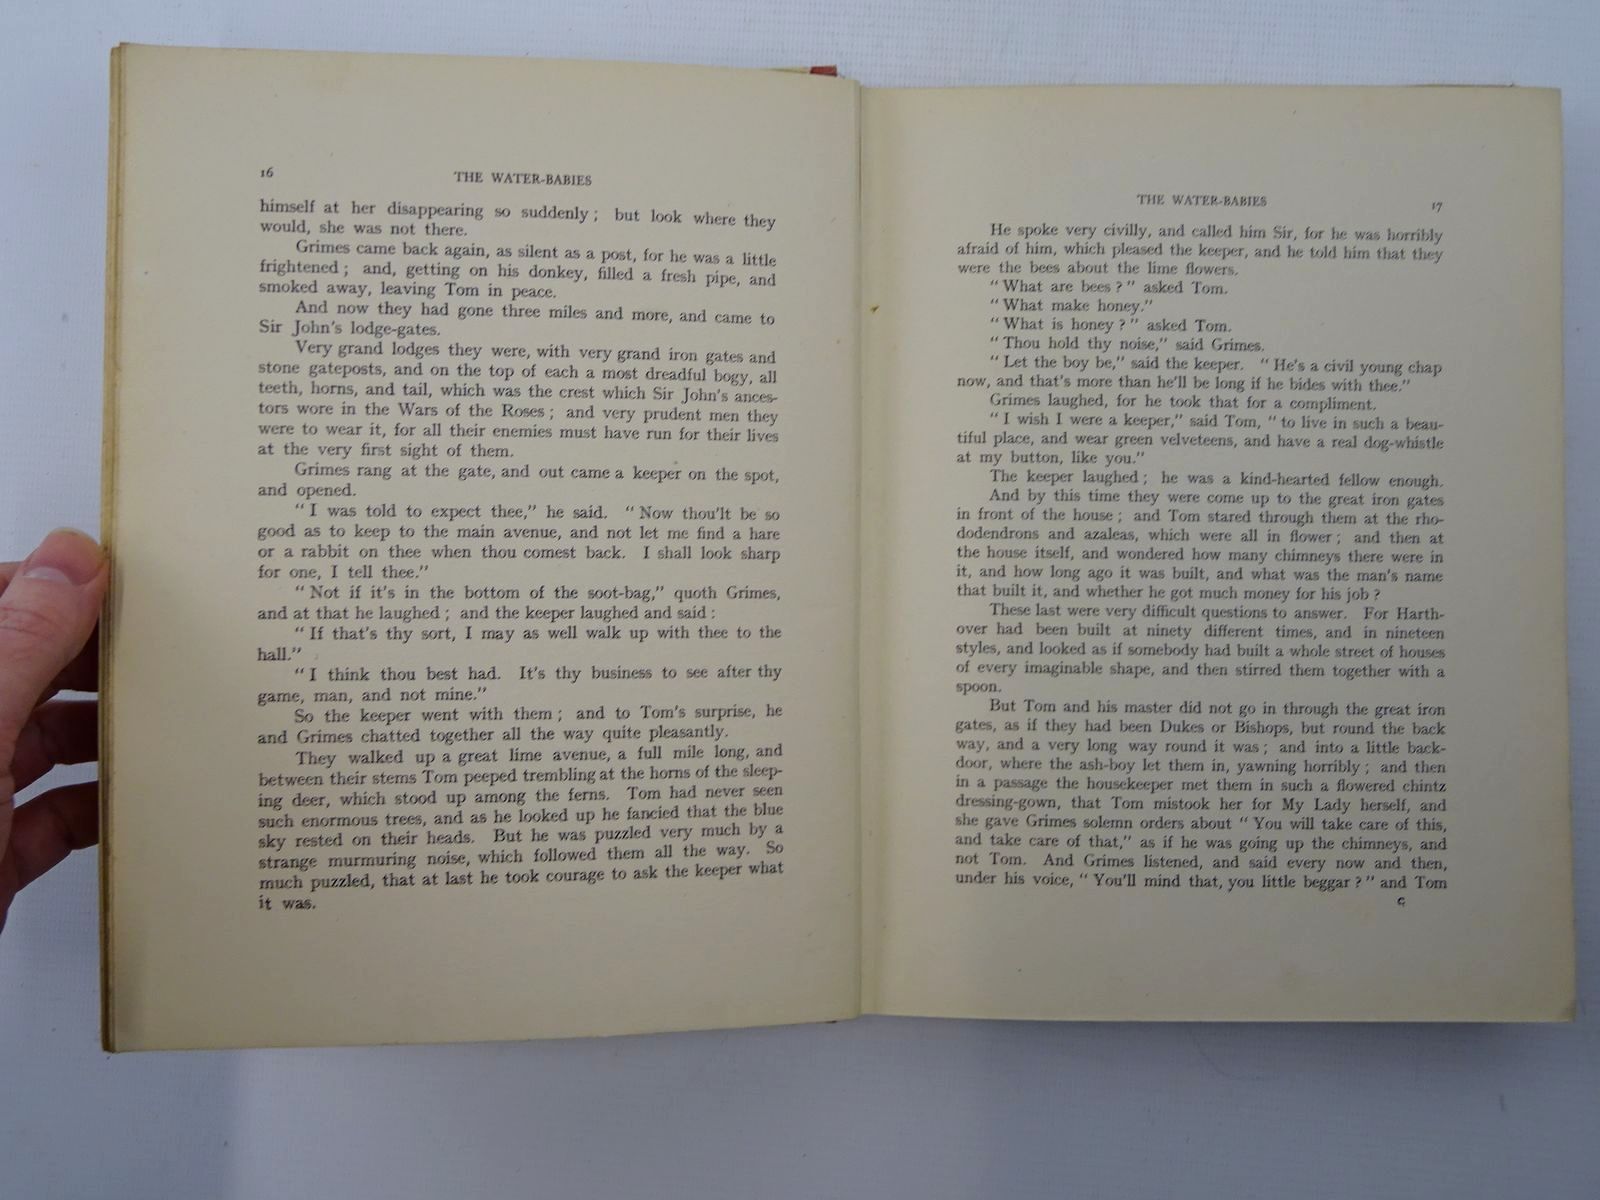 16
THE WATER-BABIES
himself at her disappearing so suddenly; but look where they
would, she was not there.
Grimes came back again, as silent as a post, for he was a little
frightened; and, getting on his donkey, filled a fresh pipe, and
smoked away, leaving Tom in peace.
And now they had gone three miles and more, and came to
Sir John's lodge-gates.
Very grand lodges they were, with very grand iron gates and
stone gateposts, and on the top of each a most dreadful bogy, all
teeth, horns, and tail, which was the crest which Sir John's ances-
tors wore in the Wars of the Roses; and very prudent men they
were to wear it, for all their enemies must have run for their lives
at the very first sight of them.
Grimes rang at the gate, and out came a keeper on the spot,
and opened.
"I was told to expect thee," he said. "Now thou'lt be so
good as to keep to the main avenue, and not let me find a hare
or a rabbit on thee when thou comest back. I shall look sharp
for one, I tell thee."
"Not if it's in the bottom of the soot-bag," quoth Grimes,
and at that he laughed; and the keeper laughed and said:
"If that's thy sort, I may as well walk up with thee to the
hall."
"I think thou best had. It's thy business to see after thy
game, man, and not mine."
So the keeper went with them; and to Tom's surprise, he
and Grimes chatted together all the way quite pleasantly.
They walked up a great lime avenue, a full mile long, and
between their stems Tom peeped trembling at the horns of the sleep-
ing deer, which stood up among the ferns. Tom had never seen
such enormous trees, and as he looked up he fancied that the blue
sky rested on their heads. But he was puzzled very much by a
strange murmuring noise, which followed them all the way. So
much puzzled, that at last he took courage to ask the keeper what
it was.
THE WATER-BABIES
17
He spoke very civilly, and called him Sir, for he was horribly
afraid of him, which pleased the keeper, and he told him that they
were the bees about the lime flowers.
"What are bees?" asked Tom.
"What make honey."
"What is honey?" asked Tom.
"Thou hold thy noise," said Grimes.
"Let the boy be," said the keeper. "He's a civil young chap
now, and that's more than he'll be long if he bides with thee."
Grimes laughed, for he took that for a compliment.
"I wish I were a keeper," said Tom, "to live in such a beau-
tiful place, and wear green velveteens, and have a real dog-whistle
at my button, like you."
The keeper laughed; he was a kind-hearted fellow enough.
And by this time they were come up to the great iron gates
in front of the house; and Tom stared through them at the rho-
dodendrons and azaleas, which were all in flower; and then at
the house itself, and wondered how many chimneys there were in
it, and how long ago it was built, and what was the man's name
that built it, and whether he got much money for his job?
These last were very difficult questions to answer. For Harth-
over had been built at ninety different times, and in nineteen
styles, and looked as if somebody had built a whole street of houses
of every imaginable shape, and then stirred them together with a
spoon.
But Tom and his master did not go in through the great iron
gates, as if they had been Dukes or Bishops, but round the back
way, and a very long way round it was; and into a little back-
door, where the ash-boy let them in, yawning horribly; and then
in a passage the housekeeper met them in such a flowered chintz
dressing-gown, that Tom mistook her for My Lady herself, and
she gave Grimes solemn orders about "You will take care of this,
and take care of that," as if he was going up the chimneys, and
not Tom. And Grimes listened, and said every now and then,
under his voice, "You'll mind that, you little beggar?" and Tom
C